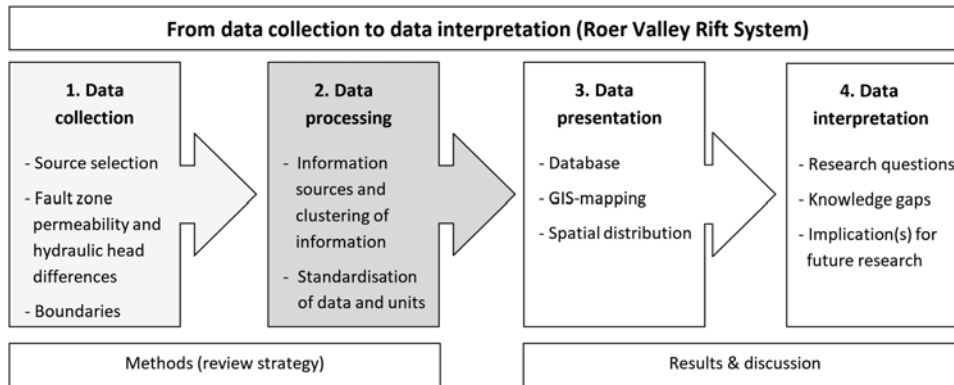 From data collection to data interpretation (Roer Valley Rift System)
1. Data
collection
- Source selection
- Fault zone
permeability and
hydraulic head
differences
- Boundaries
2. Data
processing
- Information
sources and
clustering of
information
- Standardisation
of data and units
3. Data
presentation
- Database
- GIS-mapping
- Spatial distribution
4. Data
interpretation
- Research questions
- Knowledge gaps
- Implication(s) for
future research
Methods (review strategy)
Results & discussion